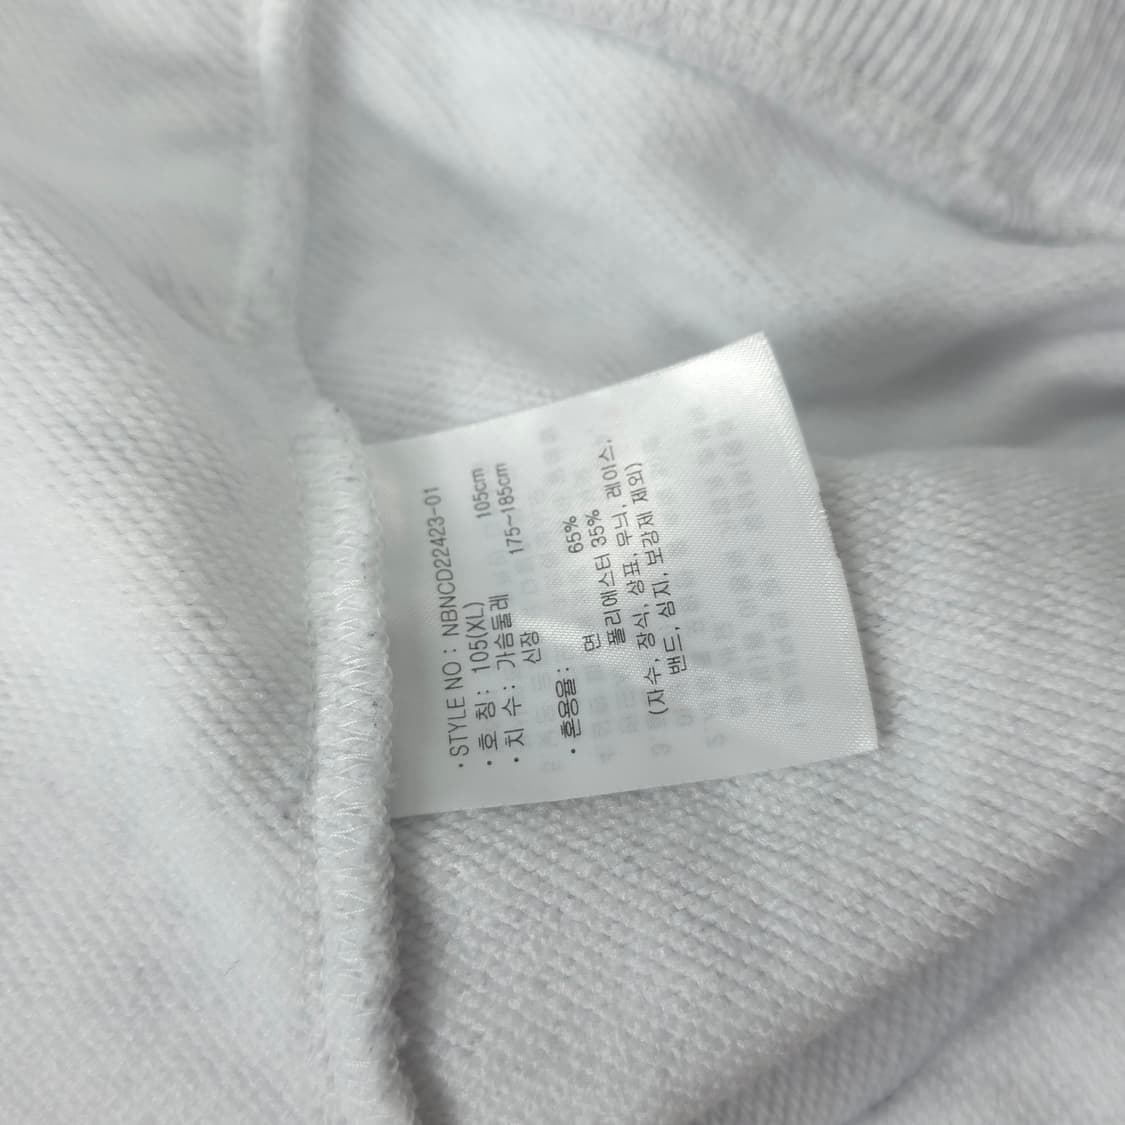 · STYLE NO : NBNCD22423-01
· 호 칭 : 105(XL)
· 치 수 : 가슴둘레 105cm
신장 175~185cm
· 혼용율 :
면 65%
폴리에스터 35%
(자수, 장식, 상표, 무늬, 레이스,
밴드, 심지, 보강제 제외)